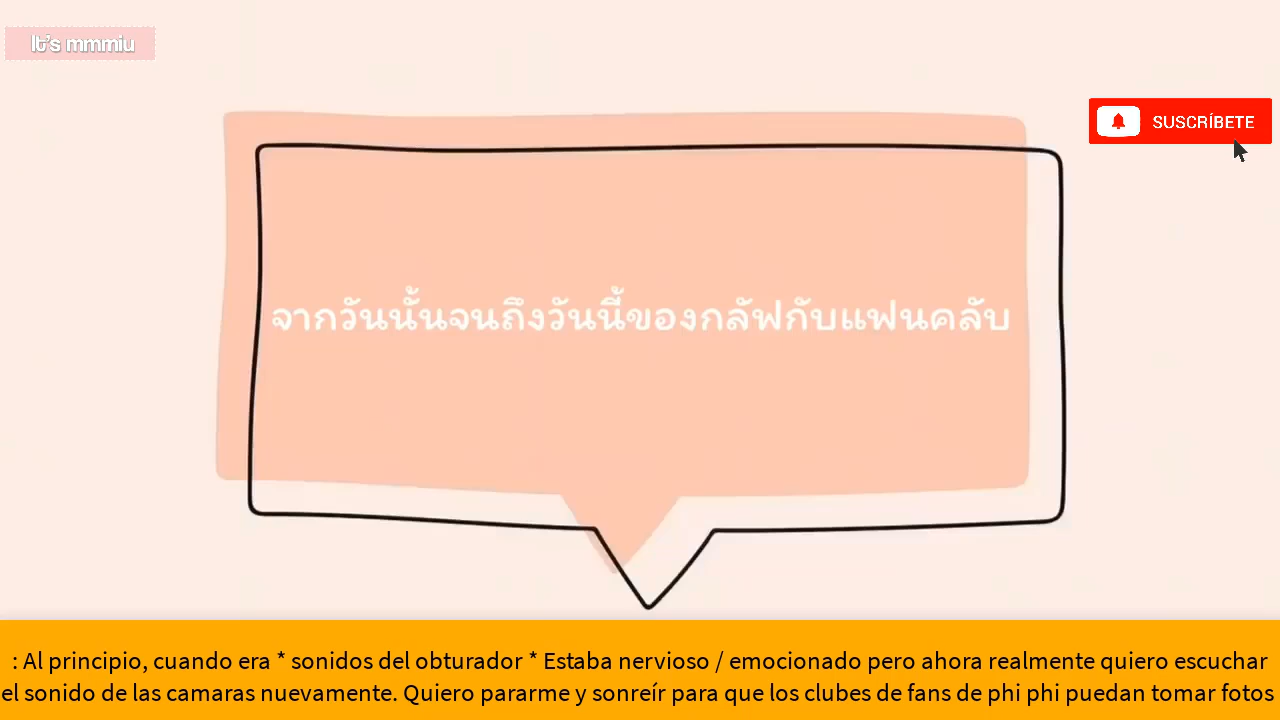 It's mmmiu
SUSCRÍBETE
จากวันนั้นจนถึงวันนี้ของกลัฟกับแฟนคลับ
: Al principio, cuando era * sonidos del obturador * Estaba nervioso / emocionado pero ahora realmente quiero escuchar
el sonido de las camaras nuevamente. Quiero pararme y sonreír para que los clubes de fans de phi phi puedan tomar fotos